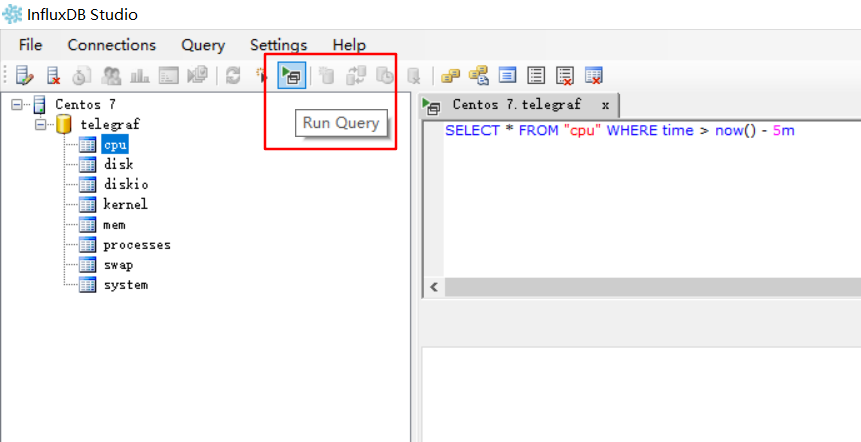 InfluxDB Studio
File Connections Query Settings Help
Run Query
Centos 7
telegraf
cpu
disk
diskio
kernel
mem
processes
swap
system
Centos 7.telegraf x
SELECT * FROM "cpu" WHERE time > now() - 5m